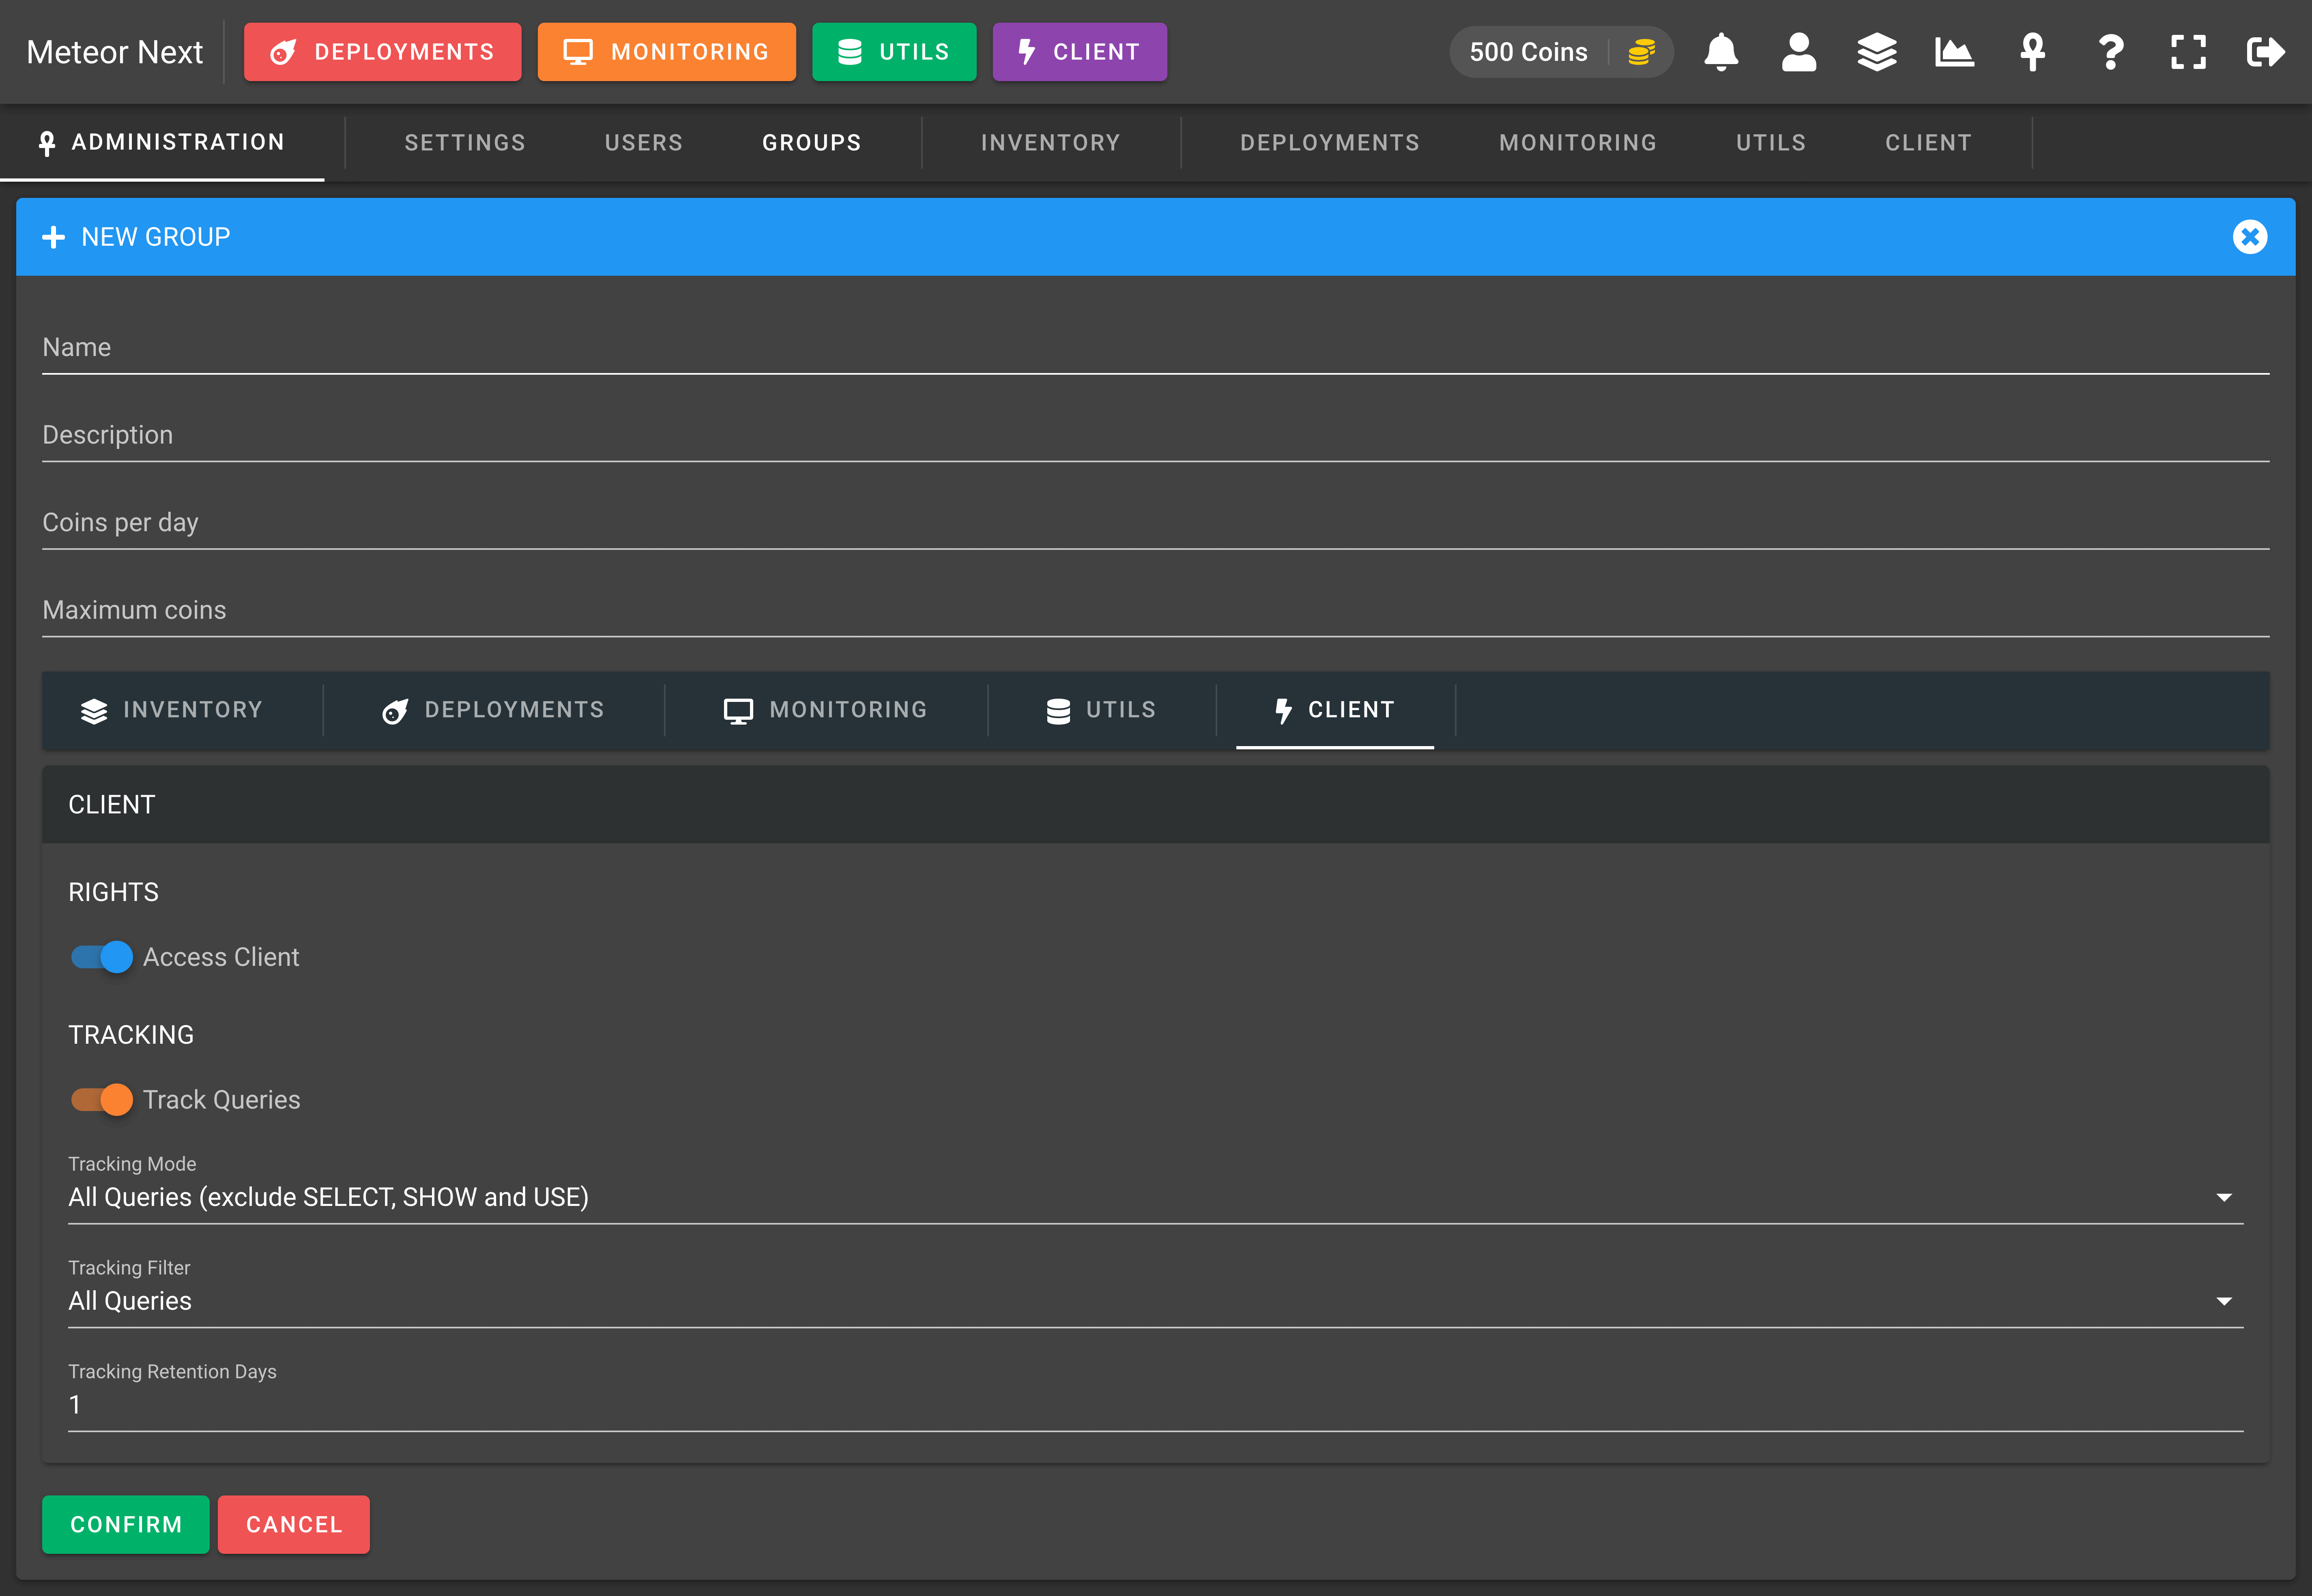 Meteor Next DEPLOYMENTS MONITORING UTILS CLIENT 500 Coins
ADMINISTRATION SETTINGS USERS GROUPS INVENTORY DEPLOYMENTS MONITORING UTILS CLIENT
NEW GROUP
Name
Description
Coins per day
Maximum coins
INVENTORY DEPLOYMENTS MONITORING UTILS CLIENT
CLIENT
RIGHTS
Access Client
TRACKING
Track Queries
Tracking Mode
All Queries (exclude SELECT, SHOW and USE)
Tracking Filter
All Queries
Tracking Retention Days
1
CONFIRM CANCEL